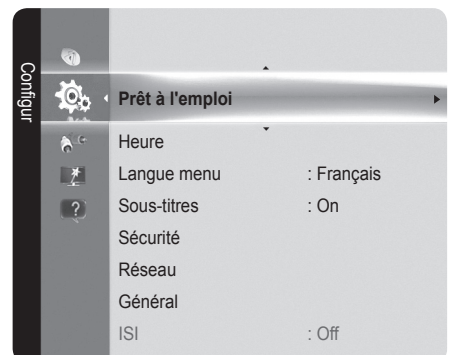 Configur
Prêt à l'emploi
Heure
Langue menu : Français
Sous-titres : On
Sécurité
Réseau
Général
ISI : Off